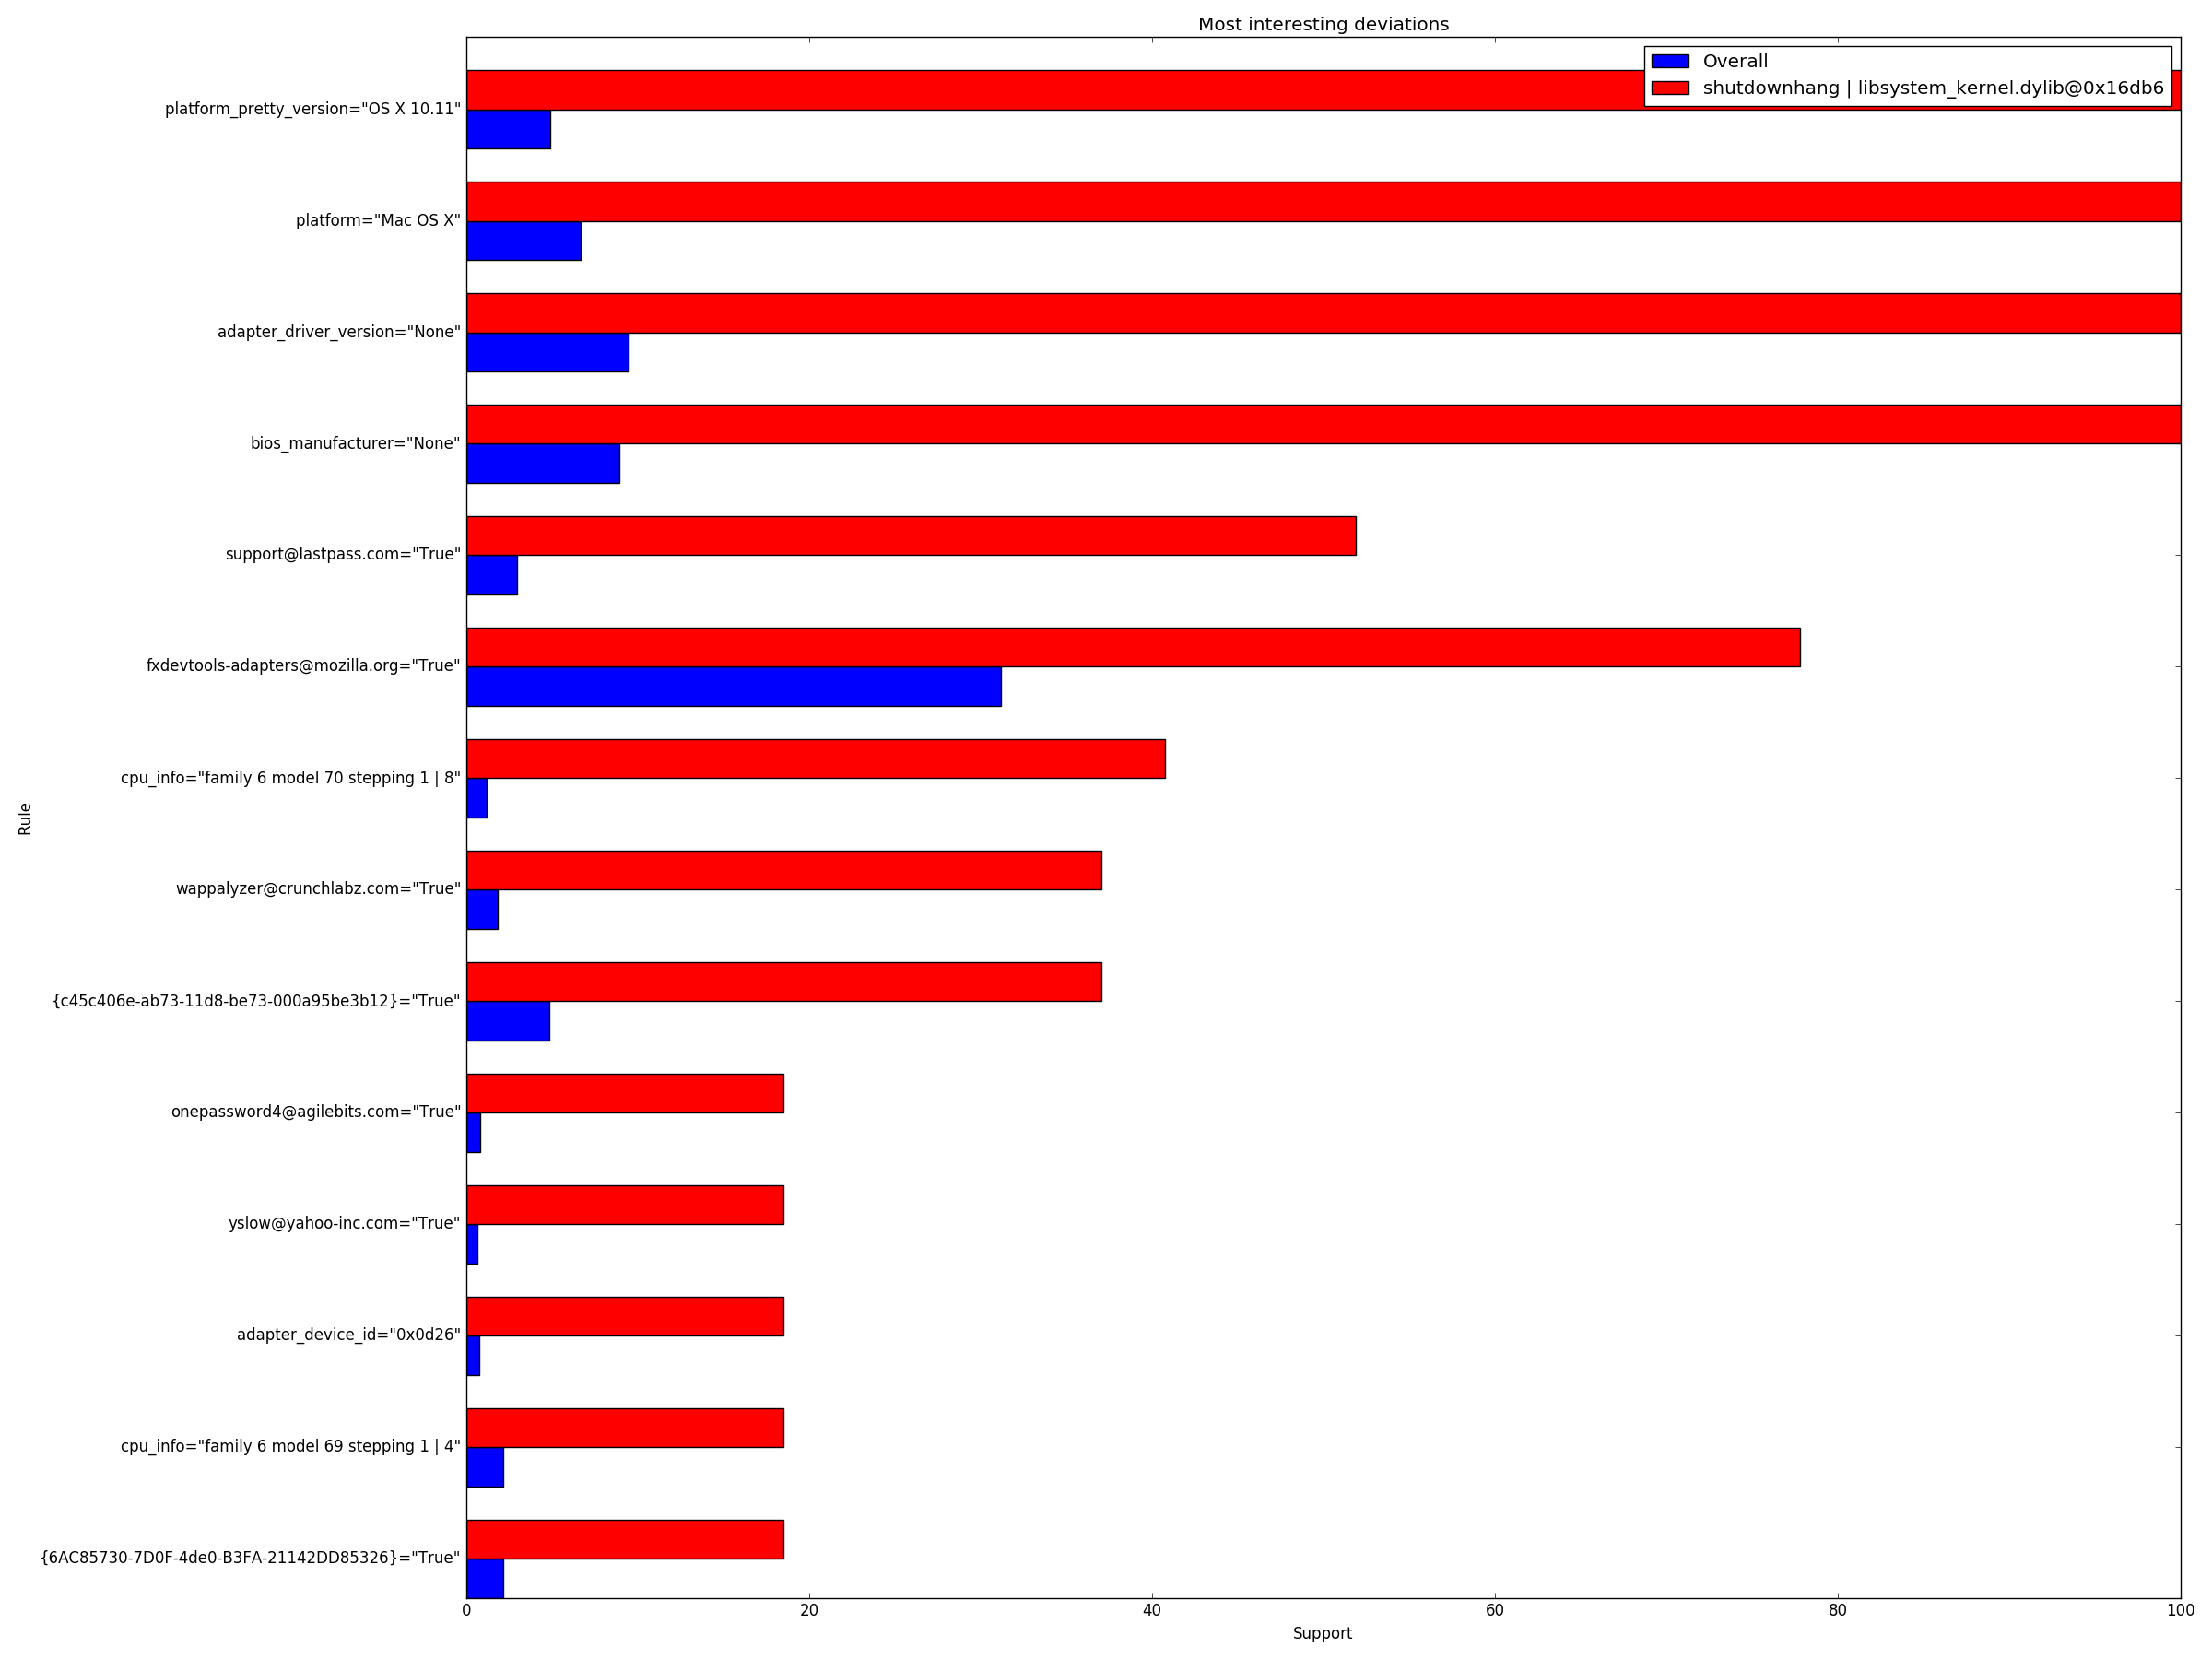 Most interesting deviations
Overall
shutdownhang | libsystem_kernel.dylib@0x16db6
platform_pretty_version="OS X 10.11"
platform="Mac OS X"
adapter_driver_version="None"
bios_manufacturer="None"
support@lastpass.com="True"
fxdevtools-adapters@mozilla.org="True"
cpu_info="family 6 model 70 stepping 1 | 8"
Rule
wappalyzer@crunchlabz.com="True"
{c45c406e-ab73-11d8-be73-000a95be3b12}="True"
onepassword4@agilebits.com="True"
yslow@yahoo-inc.com="True"
adapter_device_id="0x0d26"
cpu_info="family 6 model 69 stepping 1 | 4"
{6AC85730-7D0F-4de0-B3FA-21142DD85326}="True"
0 20 40 60 80 100
Support